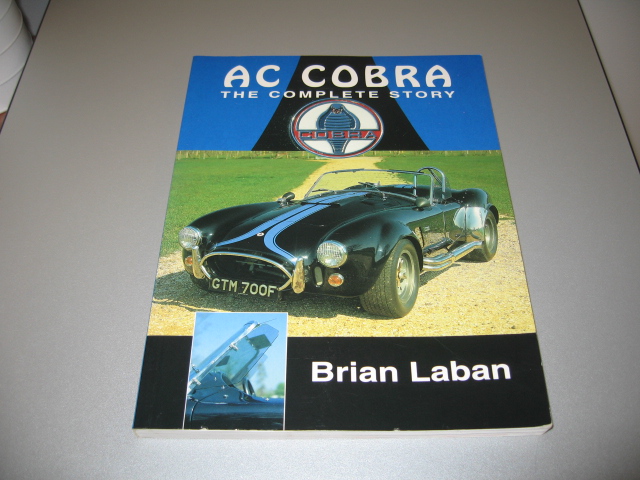 AC COBRA
THE COMPLETE STORY
COBRA
GTM 700F
Brian Laban